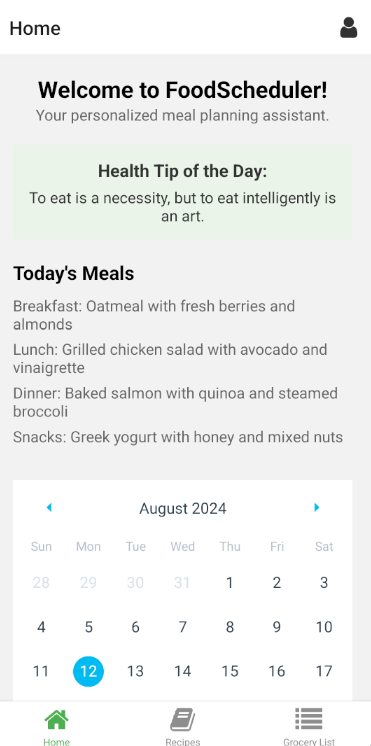 Home
Welcome to FoodScheduler!
Your personalized meal planning assistant.
Health Tip of the Day:
To eat is a necessity, but to eat intelligently is
an art.
Today's Meals
Breakfast: Oatmeal with fresh berries and
almonds
Lunch: Grilled chicken salad with avocado and
vinaigrette
Dinner: Baked salmon with quinoa and steamed
broccoli
Snacks: Greek yogurt with honey and mixed nuts
August 2024
Sun Mon Tue Wed Thu Fri Sat
28 29 30 31 1 2 3
4 5 6 7 8 9 10
11 12 13 14 15 16 17
Home Recipes Grocery List